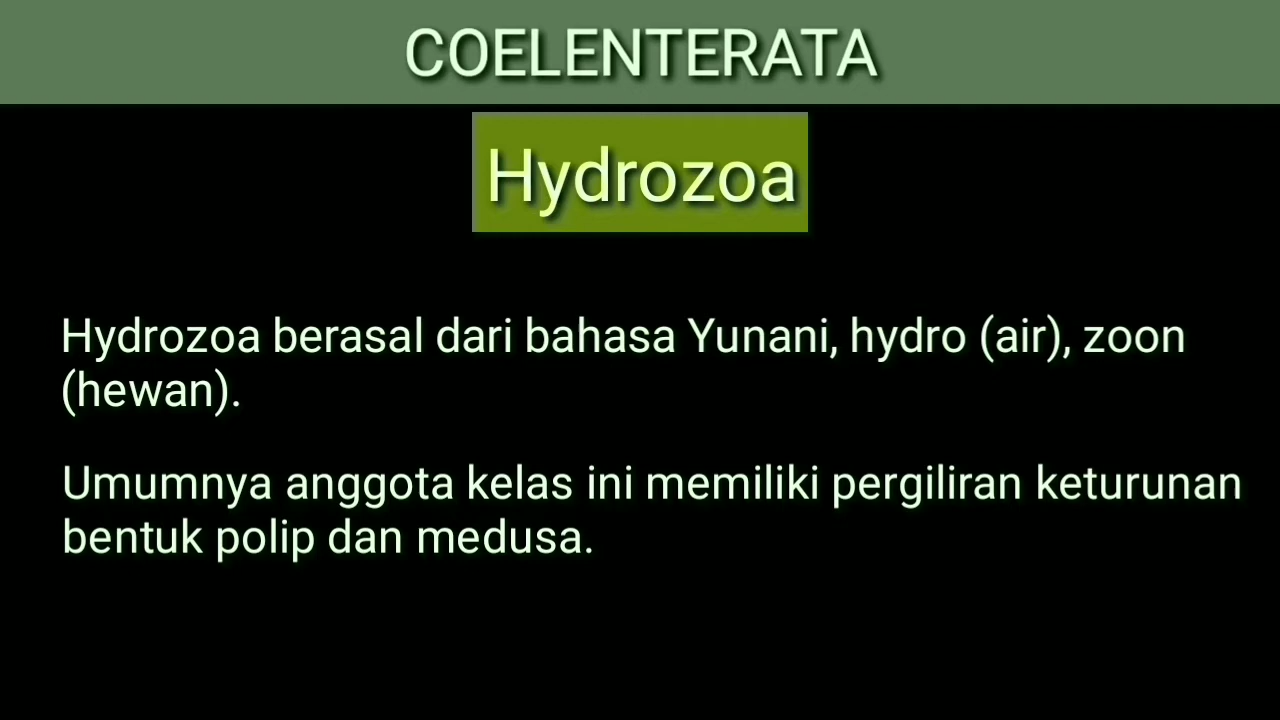 COELENTERATA
Hydrozoa
Hydrozoa berasal dari bahasa Yunani, hydro (air), zoon
(hewan).
Umumnya anggota kelas ini memiliki pergiliran keturunan
bentuk polip dan medusa.